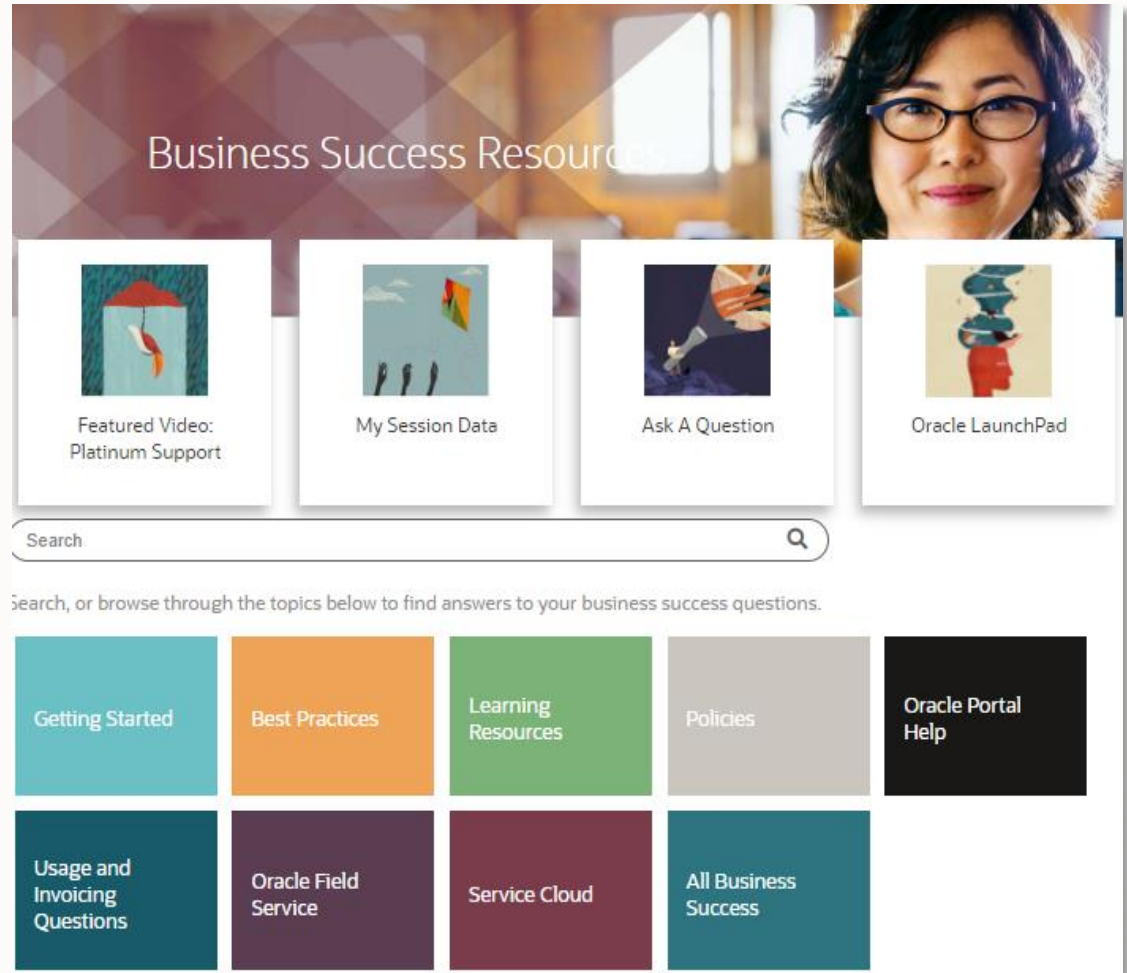 Business Success Resources
Featured Video:
Platinum Support
My Session Data
Ask A Question
Oracle LaunchPad
Search
Search, or browse through the topics below to find answers to your business success questions.
Getting Started
Best Practices
Learning
Resources
Policies
Oracle Portal
Help
Usage and
Invoicing
Questions
Oracle Field
Service
Service Cloud
All Business
Success